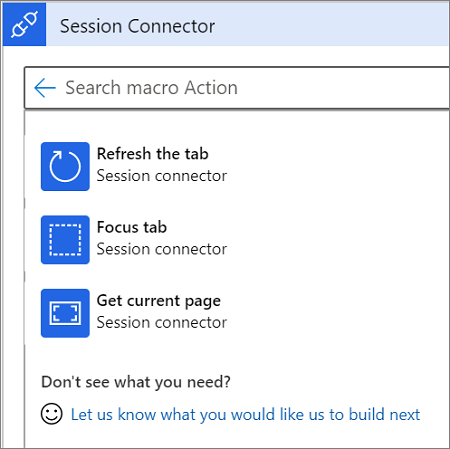 Session Connector
Search macro Action
Refresh the tab
Session connector
Focus tab
Session connector
Get current page
Session connector
Don't see what you need?
Let us know what you would like us to build next